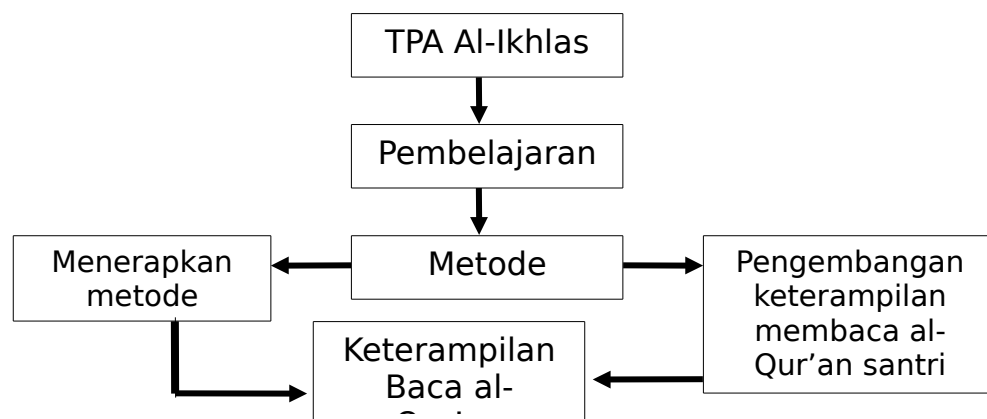 TPA Al-Ikhlas
Pembelajaran
Menerapkan
metode
Metode
Pengembangan
keterampilan
membaca al-
Qur’an santri
Keterampilan
Baca al-